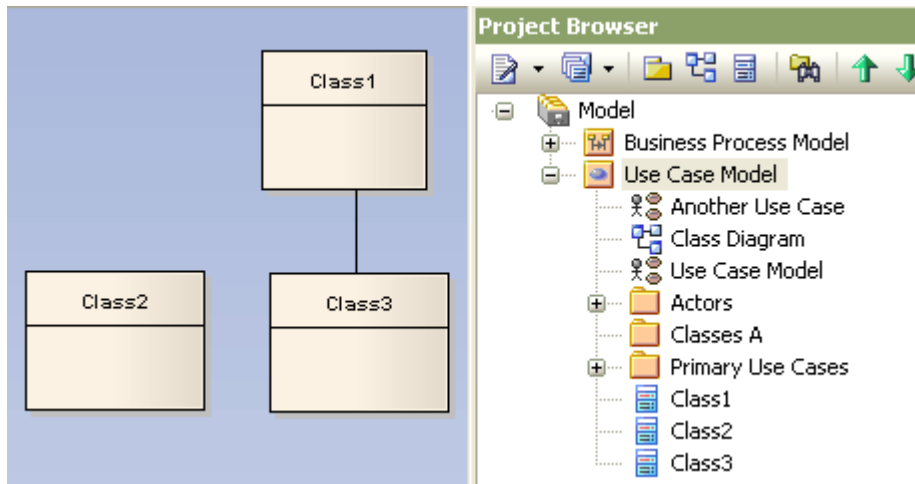 Class1
Class2
Class3
Project Browser
Model
Business Process Model
Use Case Model
Another Use Case
Class Diagram
Use Case Model
Actors
Classes A
Primary Use Cases
Class1
Class2
Class3